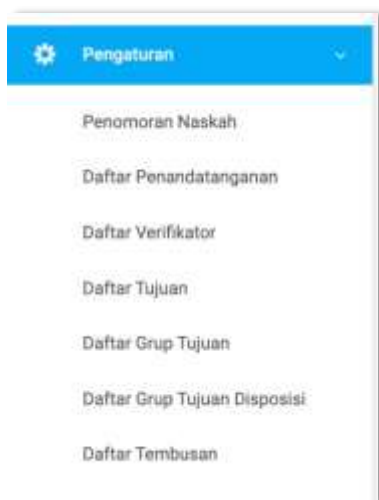 Pengaturan
Penomoran Naskah
Daftar Penandatanganan
Daftar Verifikator
Daftar Tujuan
Daftar Grup Tujuan
Daftar Grup Tujuan Disposisi
Daftar Tembusan